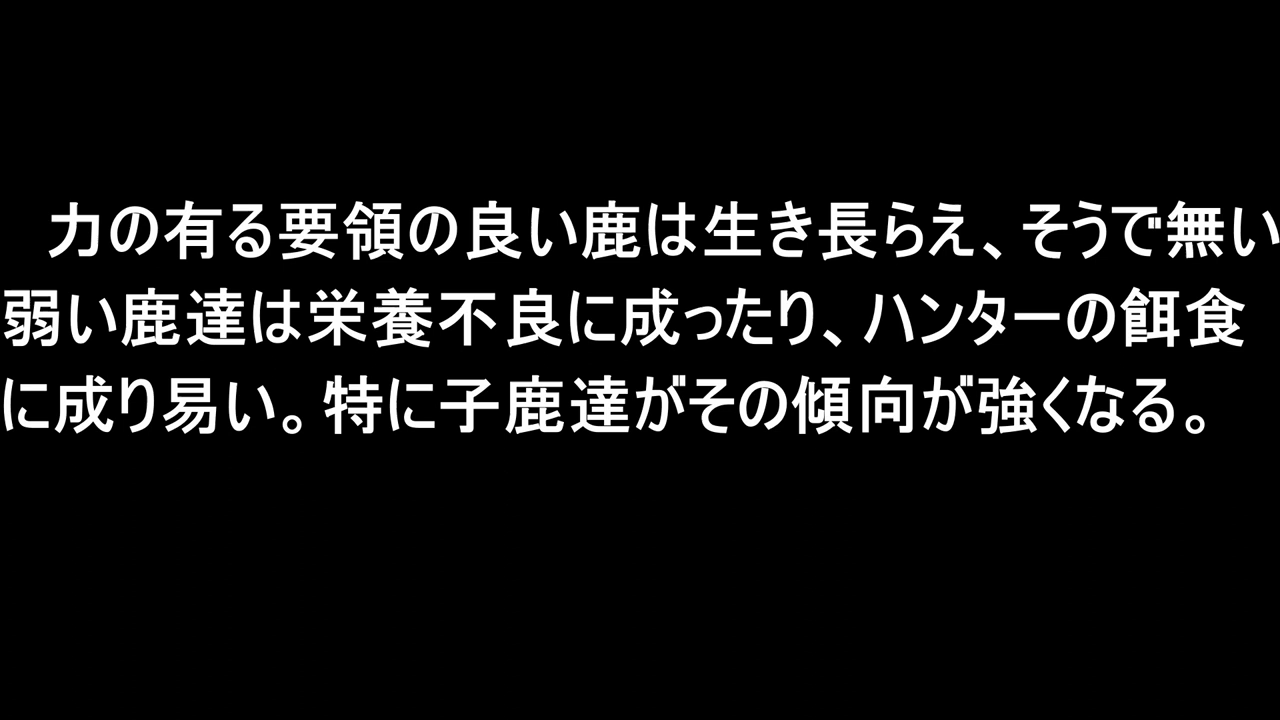 力の有る要領の良い鹿は生き長らえ、そうで無い
弱い鹿達は栄養不良に成ったり、ハンターの餌食
に成り易い。特に子鹿達がその傾向が強くなる。